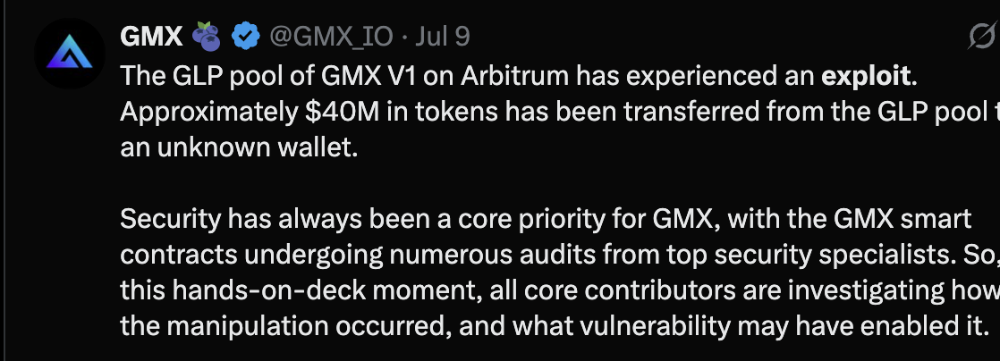 GMX 🫐 @GMX_IO · Jul 9
The GLP pool of GMX V1 on Arbitrum has experienced an exploit.
Approximately $40M in tokens has been transferred from the GLP pool
an unknown wallet.
Security has always been a core priority for GMX, with the GMX smart
contracts undergoing numerous audits from top security specialists. So,
this hands-on-deck moment, all core contributors are investigating how
the manipulation occurred, and what vulnerability may have enabled it.